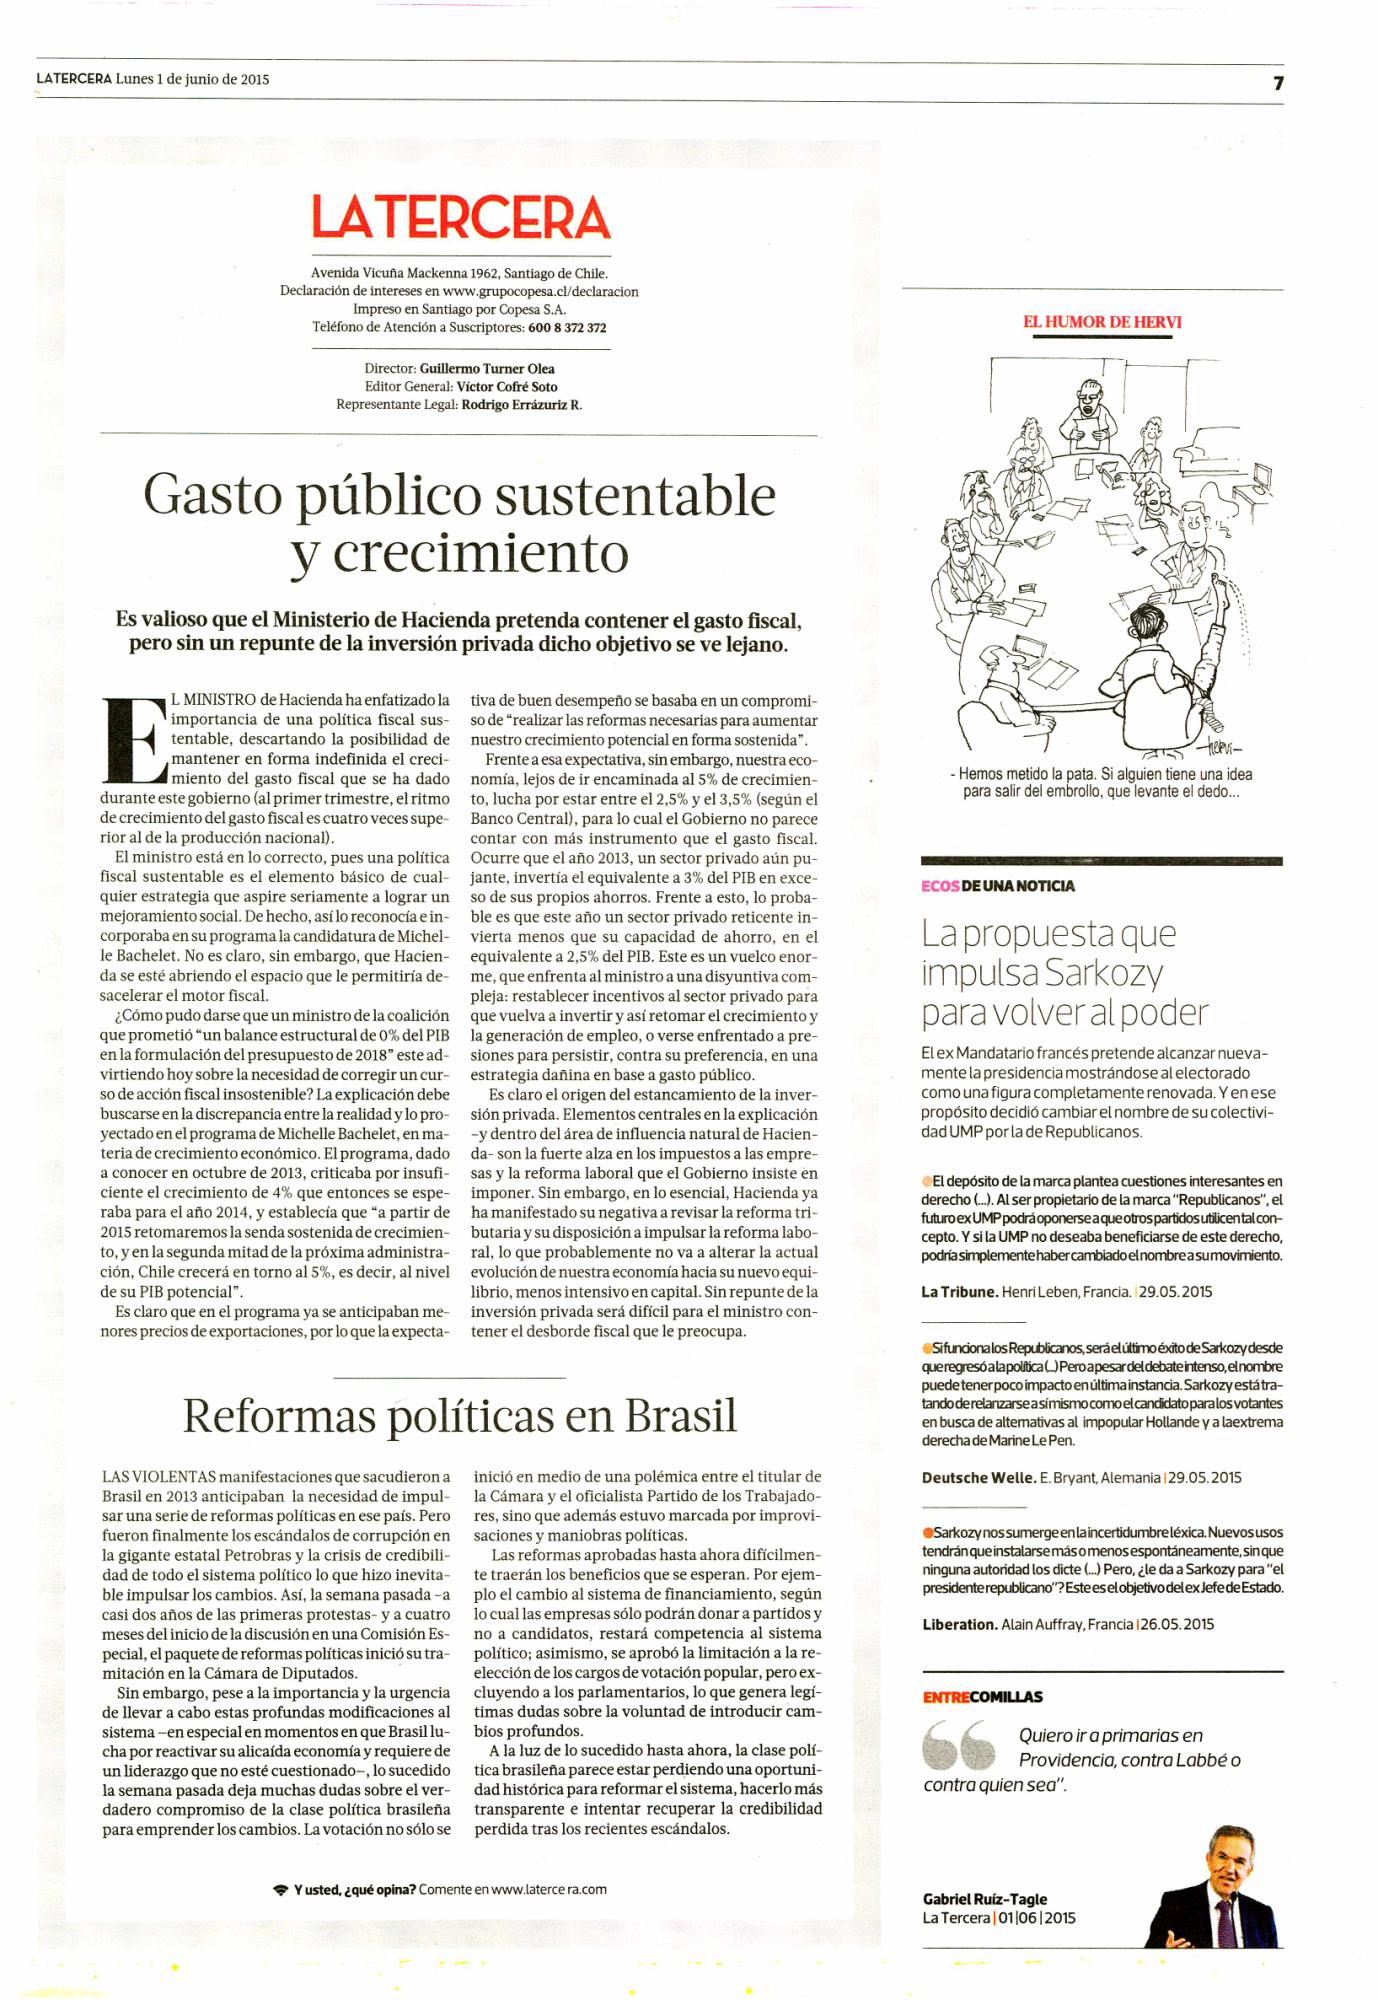 LATERCERA Lunes 1 de junio de 2015
7
LATERCERA
Avenida Vicuña Mackenna 1962, Santiago de Chile.
Declaración de intereses en www.grupocopesa.cl/declaracion
Impreso en Santiago por Copesa S.A.
Teléfono de Atención a Suscriptores: 600 8 372 372
Director: Guillermo Turner Olea
Editor General: Víctor Cofré Soto
Representante Legal: Rodrigo Errázuriz R.
Gasto público sustentable
y crecimiento
Es valioso que el Ministerio de Hacienda pretenda contener el gasto fiscal,
pero sin un repunte de la inversión privada dicho objetivo se ve lejano.
EL MINISTRO de Hacienda ha enfatizado la
importancia de una política fiscal sus-
tentable, descartando la posibilidad de
mantener en forma indefinida el creci-
miento del gasto fiscal que se ha dado
durante este gobierno (al primer trimestre, el ritmo
de crecimiento del gasto fiscal es cuatro veces supe-
rior al de la producción nacional).
El ministro está en lo correcto, pues una política
fiscal sustentable es el elemento básico de cual-
quier estrategia que aspire seriamente a lograr un
mejoramiento social. De hecho, así lo reconocía e in-
corporaba en su programa la candidatura de Michel-
le Bachelet. No es claro, sin embargo, que Hacien-
da se esté abriendo el espacio que le permitiría de-
sacelerar el motor fiscal.
¿Cómo pudo darse que un ministro de la coalición
que prometió “un balance estructural de 0% del PIB
en la formulación del presupuesto de 2018” este ad-
virtiendo hoy sobre la necesidad de corregir un cur-
so de acción fiscal insostenible? La explicación debe
buscarse en la discrepancia entre la realidad y lo pro-
yectado en el programa de Michelle Bachelet, en ma-
teria de crecimiento económico. El programa, dado
a conocer en octubre de 2013, criticaba por insufi-
ciente el crecimiento de 4% que entonces se espe-
raba para el año 2014, y establecía que “a partir de
2015 retomaremos la senda sostenida de crecimien-
to, y en la segunda mitad de la próxima administra-
ción, Chile crecerá en torno al 5%, es decir, al nivel
de su PIB potencial”.
Es claro que en el programa ya se anticipaban me-
nores precios de exportaciones, por lo que la expecta-
tiva de buen desempeño se basaba en un compromi-
so de “realizar las reformas necesarias para aumentar
nuestro crecimiento potencial en forma sostenida”.
Frente a esa expectativa, sin embargo, nuestra eco-
nomía, lejos de ir encaminada al 5% de crecimien-
to, lucha por estar entre el 2,5% y el 3,5% (según el
Banco Central), para lo cual el Gobierno no parece
contar con más instrumento que el gasto fiscal.
Ocurre que el año 2013, un sector privado aún pu-
jante, invertía el equivalente a 3% del PIB en exce-
so de sus propios ahorros. Frente a esto, lo proba-
ble es que este año un sector privado reticente in-
vierta menos que su capacidad de ahorro, en el
equivalente a 2,5% del PIB. Este es un vuelco enor-
me, que enfrenta al ministro a una disyuntiva com-
pleja: restablecer incentivos al sector privado para
que vuelva a invertir y así retomar el crecimiento y
la generación de empleo, o verse enfrentado a pre-
siones para persistir, contra su preferencia, en una
estrategia dañina en base a gasto público.
Es claro el origen del estancamiento de la inver-
sión privada. Elementos centrales en la explicación
–y dentro del área de influencia natural de Hacien-
da– son la fuerte alza en los impuestos a las empre-
sas y la reforma laboral que el Gobierno insiste en
imponer. Sin embargo, en lo esencial, Hacienda ya
ha manifestado su negativa a revisar la reforma tri-
butaria y su disposición a impulsar la reforma labo-
ral, lo que probablemente no va a alterar la actual
evolución de nuestra economía hacia su nuevo equi-
librio, menos intensivo en capital. Sin repunte de la
inversión privada será difícil para el ministro con-
tener el desborde fiscal que le preocupa.
Reformas políticas en Brasil
LAS VIOLENTAS manifestaciones que sacudieron a
Brasil en 2013 anticipaban la necesidad de impul-
sar una serie de reformas políticas en ese país. Pero
fueron finalmente los escándalos de corrupción en
la gigante estatal Petrobras y la crisis de credibili-
dad de todo el sistema político lo que hizo inevita-
ble impulsar los cambios. Así, la semana pasada –a
casi dos años de las primeras protestas- y a cuatro
meses del inicio de la discusión en una Comisión Es-
pecial, el paquete de reformas políticas inició su tra-
mitación en la Cámara de Diputados.
Sin embargo, pese a la importancia y la urgencia
de llevar a cabo estas profundas modificaciones al
sistema –en especial en momentos en que Brasil lu-
cha por reactivar su alicaída economía y requiere de
un liderazgo que no esté cuestionado–, lo sucedido
la semana pasada deja muchas dudas sobre el ver-
dadero compromiso de la clase política brasileña
para emprender los cambios. La votación no sólo se
inició en medio de una polémica entre el titular de
la Cámara y el oficialista Partido de los Trabajado-
res, sino que además estuvo marcada por improvi-
saciones y maniobras políticas.
Las reformas aprobadas hasta ahora difícilmen-
te traerán los beneficios que se esperan. Por ejem-
plo el cambio al sistema de financiamiento, según
lo cual las empresas sólo podrán donar a partidos y
no a candidatos, restará competencia al sistema
político; asimismo, se aprobó la limitación a la re-
elección de los cargos de votación popular, pero ex-
cluyendo a los parlamentarios, lo que genera legí-
timas dudas sobre la voluntad de introducir cam-
bios profundos.
A la luz de lo sucedido hasta ahora, la clase polí-
tica brasileña parece estar perdiendo una oportuni-
dad histórica para reformar el sistema, hacerlo más
transparente e intentar recuperar la credibilidad
perdida tras los recientes escándalos.
Y usted, ¿qué opina? Comente en www.laterce ra.com
EL HUMOR DE HERVI
hervi
- Hemos metido la pata. Si alguien tiene una idea
para salir del embrollo, que levante el dedo...
ECOS DE UNA NOTICIA
La propuesta que
impulsa Sarkozy
para volver al poder
El ex Mandatario francés pretende alcanzar nueva-
mente la presidencia mostrándose al electorado
como una figura completamente renovada. Y en ese
propósito decidió cambiar el nombre de su colectivi-
dad UMP por la de Republicanos.
El depósito de la marca plantea cuestiones interesantes en
derecho (...). Al ser propietario de la marca “Republicanos”, el
futuro ex UMP podrá oponerse a que otros partidos utilicen tal con-
cepto. Y si la UMP no deseaba beneficiarse de este derecho,
podría simplemente haber cambiado el nombre a su movimiento.
La Tribune. Henri Leben, Francia. | 29.05.2015
Si funciona los Republicanos, será el último éxito de Sarkozy desde
que regresó a la política (...) Pero a pesar del debate intenso, el nombre
puede tener poco impacto en última instancia. Sarkozy está tra-
tando de relanzarse a sí mismo como el candidato para los votantes
en busca de alternativas al impopular Hollande y a laextrema
derecha de Marine Le Pen.
Deutsche Welle. E. Bryant, Alemania | 29.05.2015
Sarkozy nos sumerge en la incertidumbre léxica. Nuevos usos
tendrán que instalarse más o menos espontáneamente, sin que
ninguna autoridad los dicte (...) Pero, ¿le da a Sarkozy para “el
presidente republicano”? Este es el objetivo del ex Jefe de Estado.
Liberation. Alain Auffray, Francia | 26.05.2015
ENTRECOMILLAS
“Quiero ir a primarias en
Providencia, contra Labbé o
contra quien sea”.
Gabriel Ruíz-Tagle
La Tercera | 01 | 06 | 2015